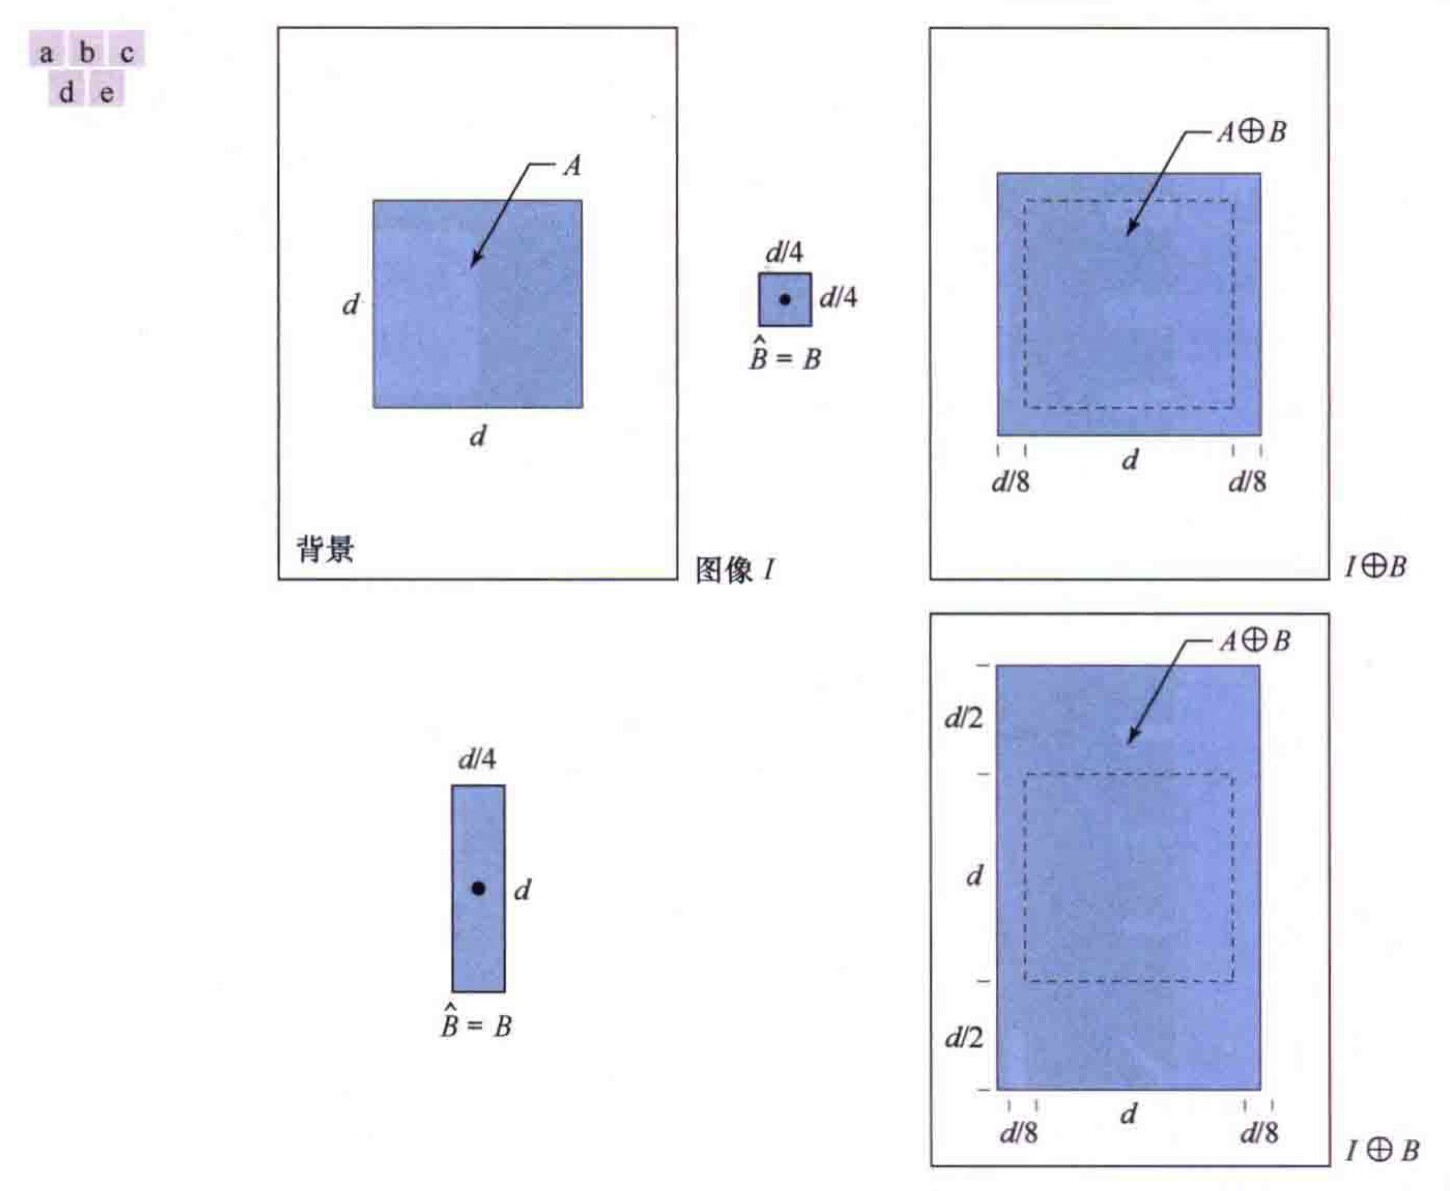 a b c
d e
A
d
d
背景
图像 I
d/4
d/4
B̂ = B
A⊕B
d
d/8
d/8
I⊕B
d/4
d
B̂ = B
A⊕B
d/2
d
d/2
d
d/8
d/8
I ⊕ B